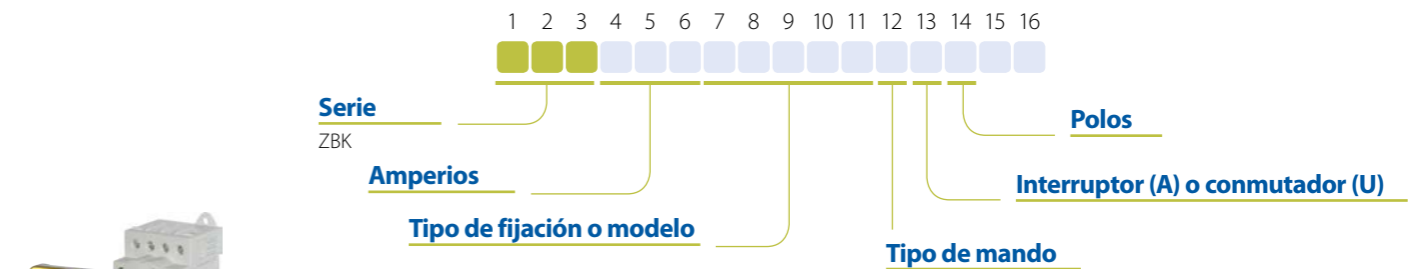 1 2 3 4 5 6 7 8 9 10 11 12 13 14 15 16
Serie
ZBK
Polos
Amperios
Interruptor (A) o conmutador (U)
Tipo de fijación o modelo
Tipo de mando